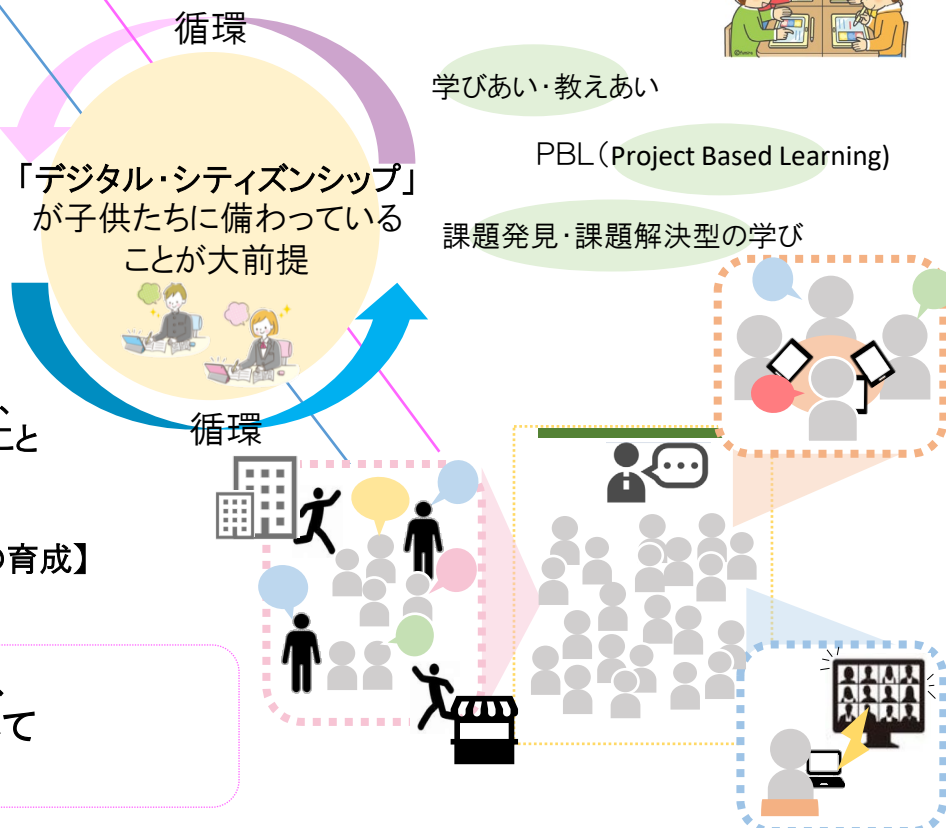 循環
学びあい・教えあい
PBL(Project Based Learning)
「デジタル・シティズンシップ」
が子供たちに備わっている
ことが大前提
課題発見・課題解決型の学び
循環
、
こと
の育成】
、
て